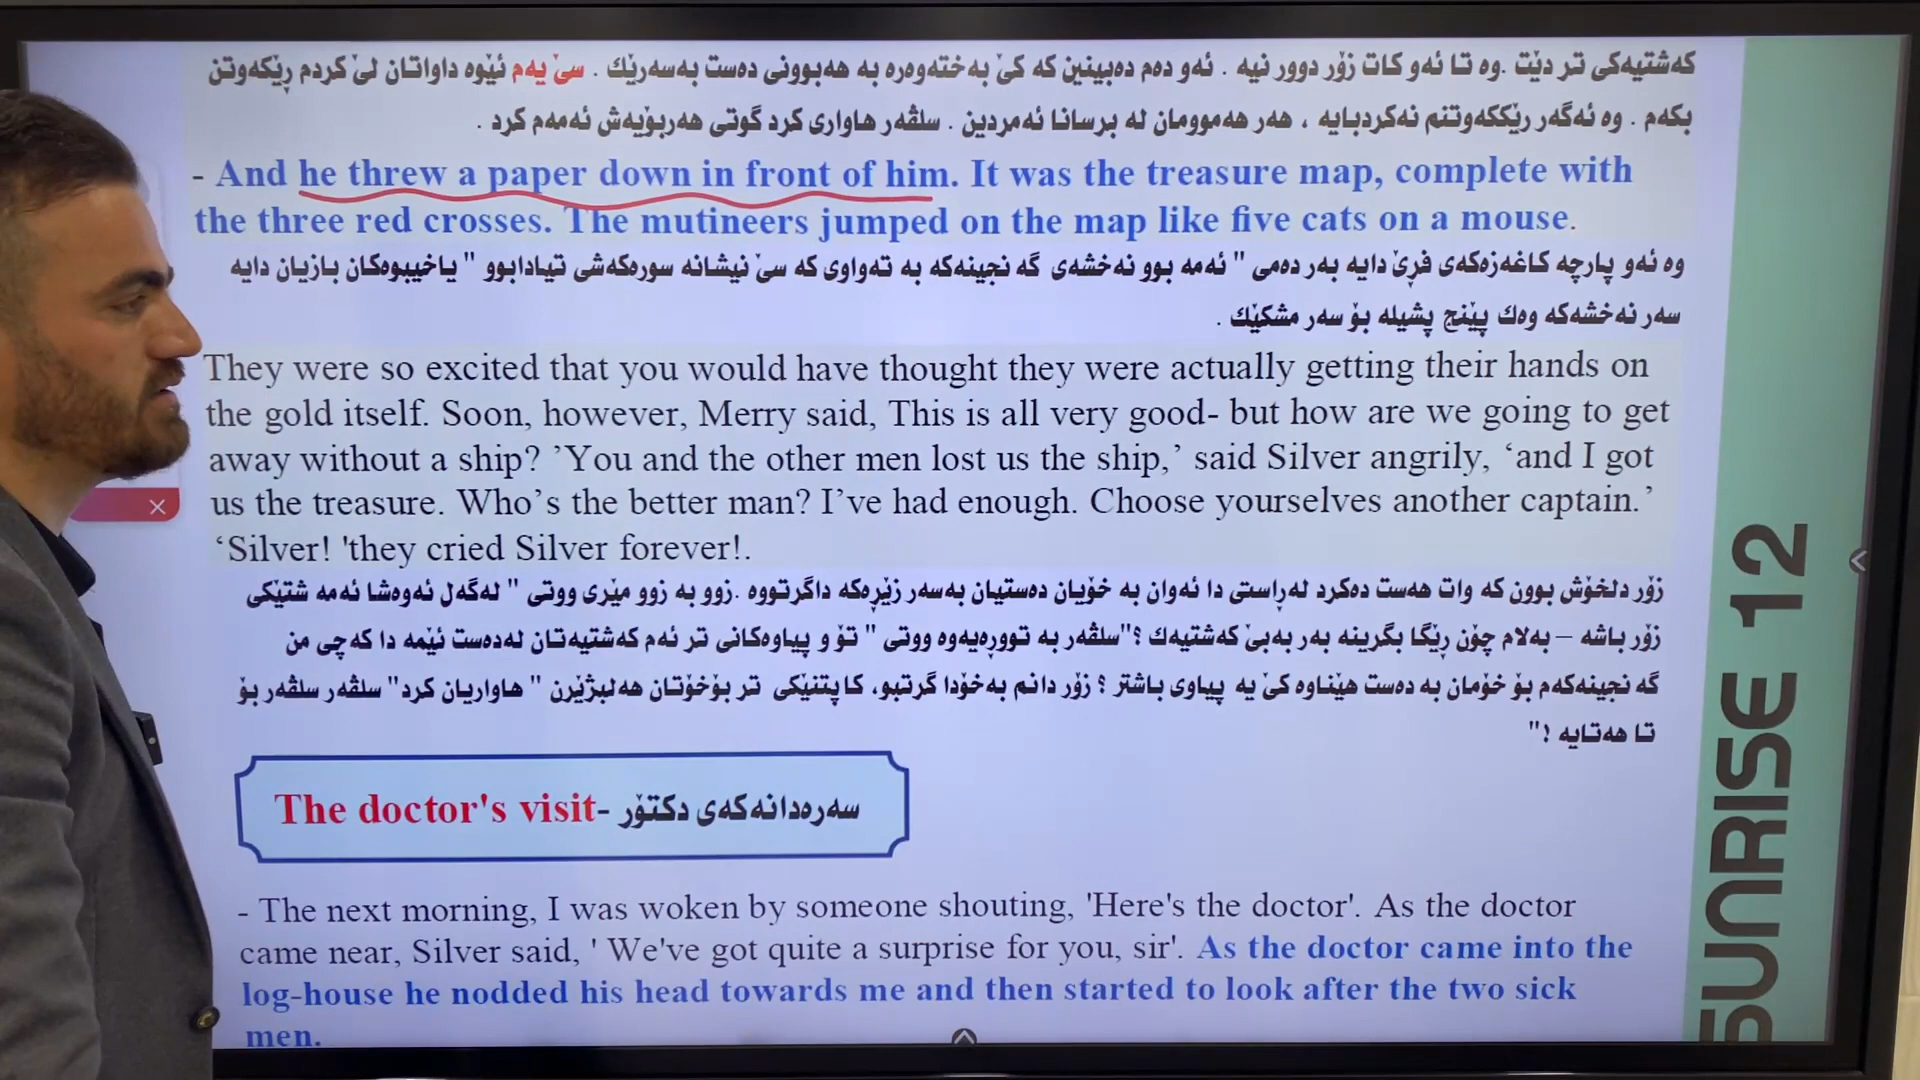 كەشتیەکی تر دێت .وە تا ئەو کات زۆر دوور نیە . ئەو دەم دەبینین کە کێ بەختەوەرە بە هەبوونی دەست بەسەرێك . سێ یەم ئێوە داواتان لێ کردم رێکەوتن
بکەم . وە ئەگەر رێککەوتنم نەکردبایە ، هەر هەموومان لە برسانا ئەمردین . سلڤەر هاواری کرد گوتی هەربۆیەش ئەمەم کرد .
- And he threw a paper down in front of him. It was the treasure map, complete with
the three red crosses. The mutineers jumped on the map like five cats on a mouse.
وە ئەو پارچە کاغەزەکەی فڕێ دایە بەر دەمی " ئەمە بوو نەخشەی گەنجینەکە بە تەواوی کە سێ نیشانە سورەکەشی تیادابوو " یاخیبوەکان بازیان دایە
سەر نەخشەکە وەك پێنج پشیلە بۆ سەر مشکێك .
They were so excited that you would have thought they were actually getting their hands on
the gold itself. Soon, however, Merry said, This is all very good- but how are we going to get
away without a ship? ’You and the other men lost us the ship,’ said Silver angrily, ‘and I got
us the treasure. Who’s the better man? I’ve had enough. Choose yourselves another captain.’
‘Silver! 'they cried Silver forever!.
زۆر دلخۆش بوون کە وات هەست دەکرد لەڕاستی دا ئەوان بە خۆیان دەستیان بەسەر زێڕەکە داگرتووە .زوو بە زوو مێری ووتی " لەگەل ئەوەشا ئەمە شتێکی
زۆر باشە – بەلام چۆن رێگا بگرینە بەر بەبێ کەشتیەك ؟"سلڤەر بە توورەیەوە ووتی " تۆ و پیاوەکانی تر ئەم کەشتیەتان لەدەست ئێمە دا کەچی من
گەنجینەکەم بۆ خۆمان بە دەست هێناوە کێ یە پیاوی باشتر ؟ زۆر دانم بەخۆدا گرتبو، کاپتنێکی تر بۆخۆتان هەلبژێرن " هاواریان کرد" سلڤەر سلڤەر بۆ
تا هەتایە !"
The doctor's visit- سەرەدانەکەی دکتۆر
- The next morning, I was woken by someone shouting, 'Here's the doctor'. As the doctor
came near, Silver said, ' We've got quite a surprise for you, sir'. As the doctor came into the
log-house he nodded his head towards me and then started to look after the two sick
men.
SUNRISE 12